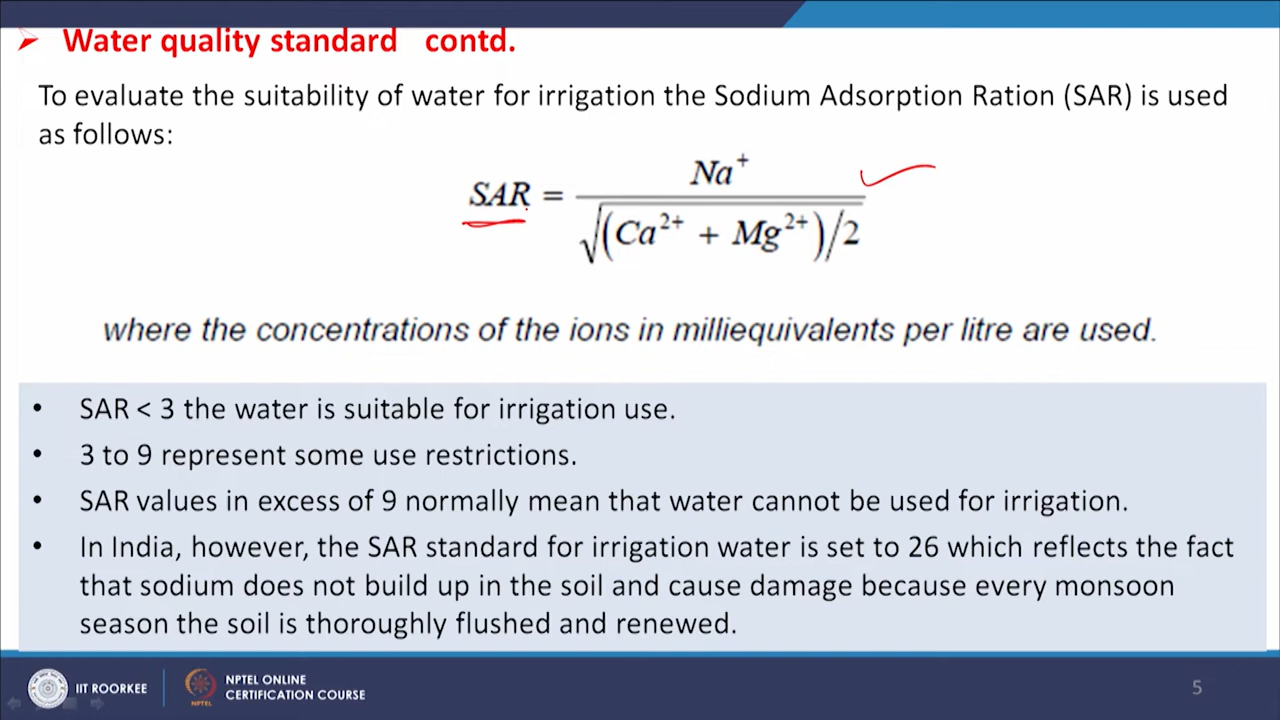 Water quality standard contd.
To evaluate the suitability of water for irrigation the Sodium Adsorption Ration (SAR) is used
as follows:
SAR = Na⁺ / √((Ca²⁺ + Mg²⁺)/2)
where the concentrations of the ions in milliequivalents per litre are used.
• SAR < 3 the water is suitable for irrigation use.
• 3 to 9 represent some use restrictions.
• SAR values in excess of 9 normally mean that water cannot be used for irrigation.
• In India, however, the SAR standard for irrigation water is set to 26 which reflects the fact
that sodium does not build up in the soil and cause damage because every monsoon
season the soil is thoroughly flushed and renewed.
IIT ROORKEE
NPTEL
NPTEL ONLINE
CERTIFICATION COURSE
5